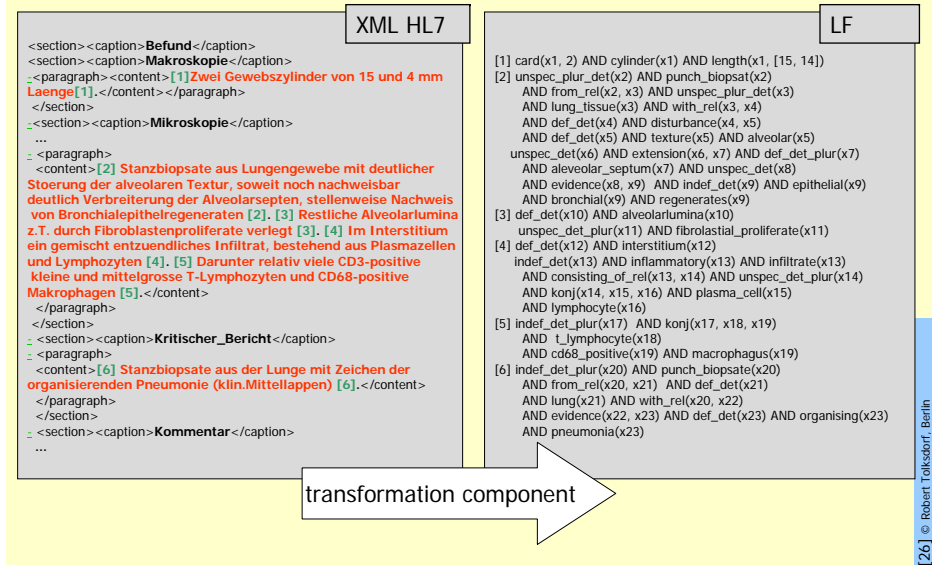 XML HL7
<section><caption>Befund</caption>
<section><caption>Makroskopie</caption>
-<paragraph><content>[1]Zwei Gewebszylinder von 15 und 4 mm
Laenge[1].</content></paragraph>
</section>
-<section><caption>Mikroskopie</caption>
...
- <paragraph>
<content>[2] Stanzbiopsate aus Lungengewebe mit deutlicher
Stoerung der alveolaren Textur, soweit noch nachweisbar
deutlich Verbreiterung der Alveolarsepten, stellenweise Nachweis
von Bronchialepithelregeneraten [2]. [3] Restliche Alveolarlumina
z.T. durch Fibroblastenproliferate verlegt [3]. [4] Im Interstitium
ein gemischt entzuendliches Infiltrat, bestehend aus Plasmazellen
und Lymphozyten [4]. [5] Darunter relativ viele CD3-positive
kleine und mittelgrosse T-Lymphozyten und CD68-positive
Makrophagen [5].</content>
</paragraph>
</section>
- <section><caption>Kritischer_Bericht</caption>
- <paragraph>
<content>[6] Stanzbiopsate aus der Lunge mit Zeichen der
organisierenden Pneumonie (klin.Mittellappen) [6].</content>
</paragraph>
</section>
- <section><caption>Kommentar</caption>
...
LF
[1] card(x1, 2) AND cylinder(x1) AND length(x1, [15, 14])
[2] unspec_plur_det(x2) AND punch_biopsat(x2)
AND from_rel(x2, x3) AND unspec_plur_det(x3)
AND lung_tissue(x3) AND with_rel(x3, x4)
AND def_det(x4) AND disturbance(x4, x5)
AND def_det(x5) AND texture(x5) AND alveolar(x5)
unspec_det(x6) AND extension(x6, x7) AND def_det_plur(x7)
AND aleveolar_septum(x7) AND unspec_det(x8)
AND evidence(x8, x9) AND indef_det(x9) AND epithelial(x9)
AND bronchial(x9) AND regenerates(x9)
[3] def_det(x10) AND alveolarlumina(x10)
unspec_plur_det(x11) AND fibrolastial_proliferate(x11)
[4] def_det(x12) AND interstitium(x12)
indef_det(x13) AND inflammatory(x13) AND infiltrate(x13)
AND consisting_of_rel(x13, x14) AND unspec_det_plur(x14)
AND konj(x14, x15, x16) AND plasma_cell(x15)
AND lymphocyte(x16)
[5] indef_det_plur(x17) AND konj(x17, x18, x19)
AND t_lymphocyte(x18)
AND cd68_positive(x19) AND macrophagus(x19)
[6] indef_det_plur(x20) AND punch_biopsate(x20)
AND from_rel(x20, x21) AND def_det(x21)
AND lung(x21) AND with_rel(x20, x22)
AND evidence(x22, x23) AND def_det(x23) AND organising(x23)
AND pneumonia(x23)
transformation component
[26] © Robert Tolksdorf, Berlin